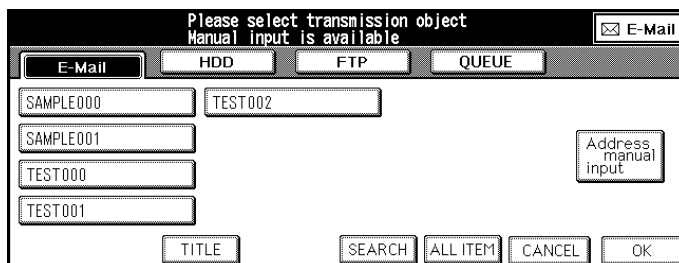 Please select transmission object
Manual input is available
E-Mail
E-Mail
HDD
FTP
QUEUE
SAMPLE000
TEST002
SAMPLE001
TEST000
TEST001
Address
manual
input
TITLE
SEARCH
ALL ITEM
CANCEL
OK